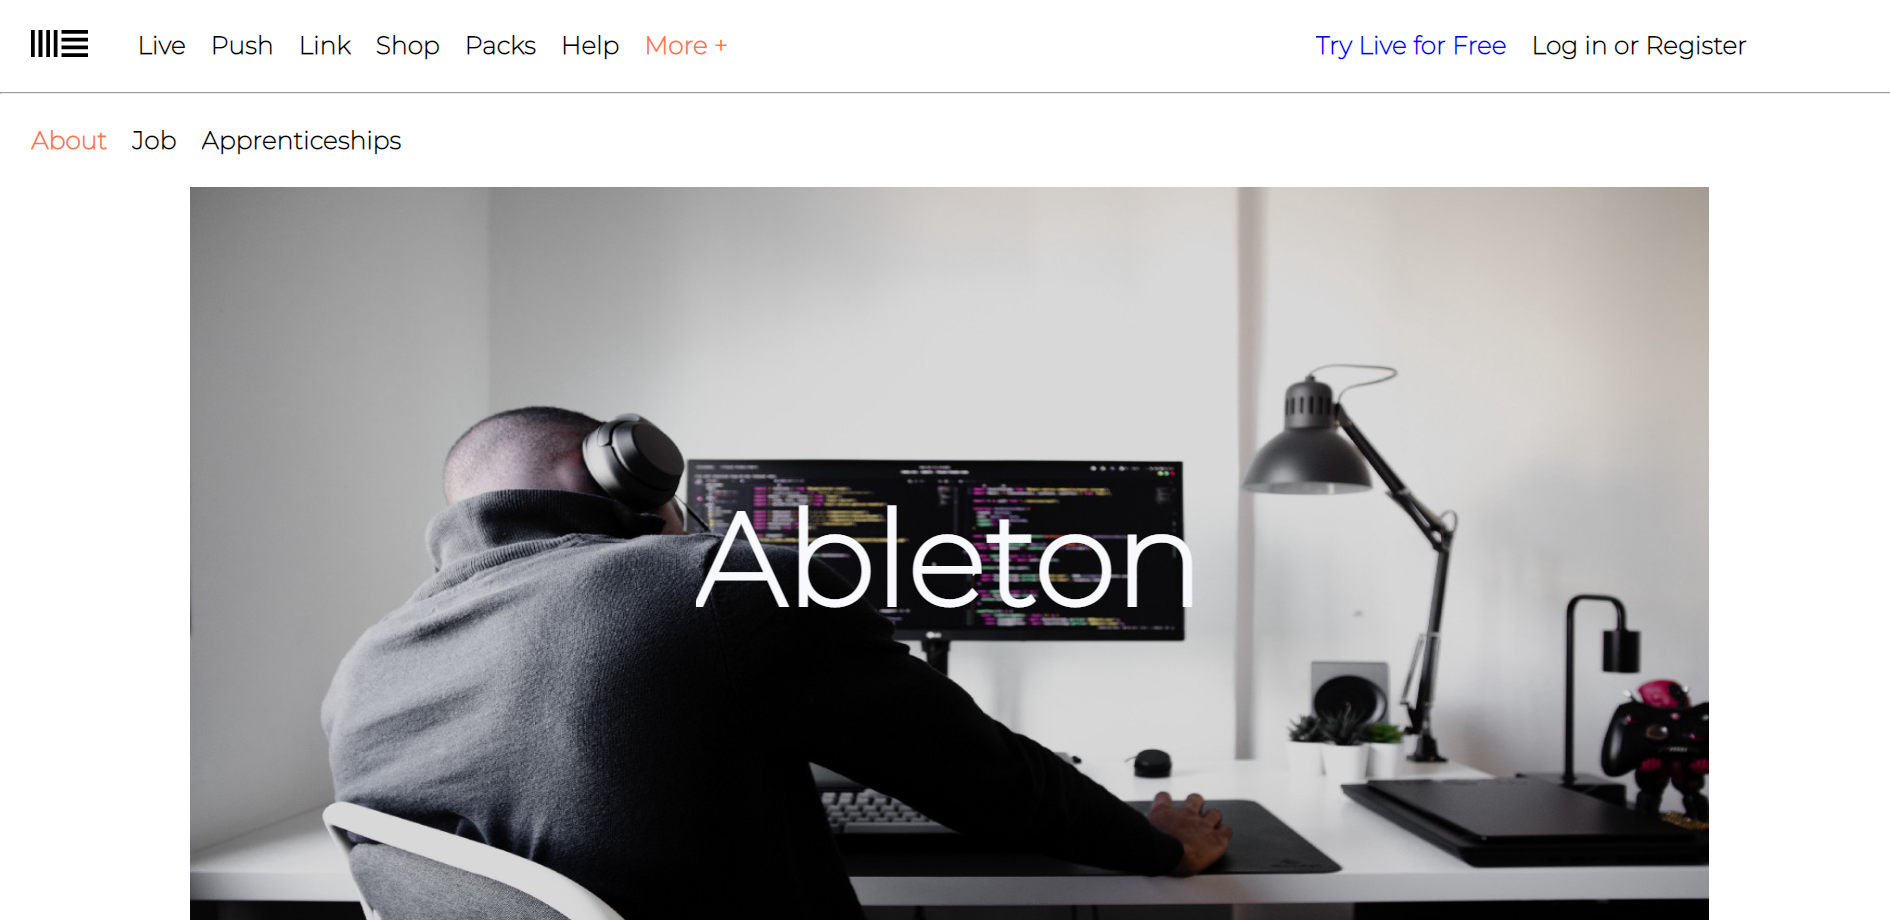 Live Push Link Shop Packs Help More + Try Live for Free Log in or Register
About Job Apprenticeships
Ableton